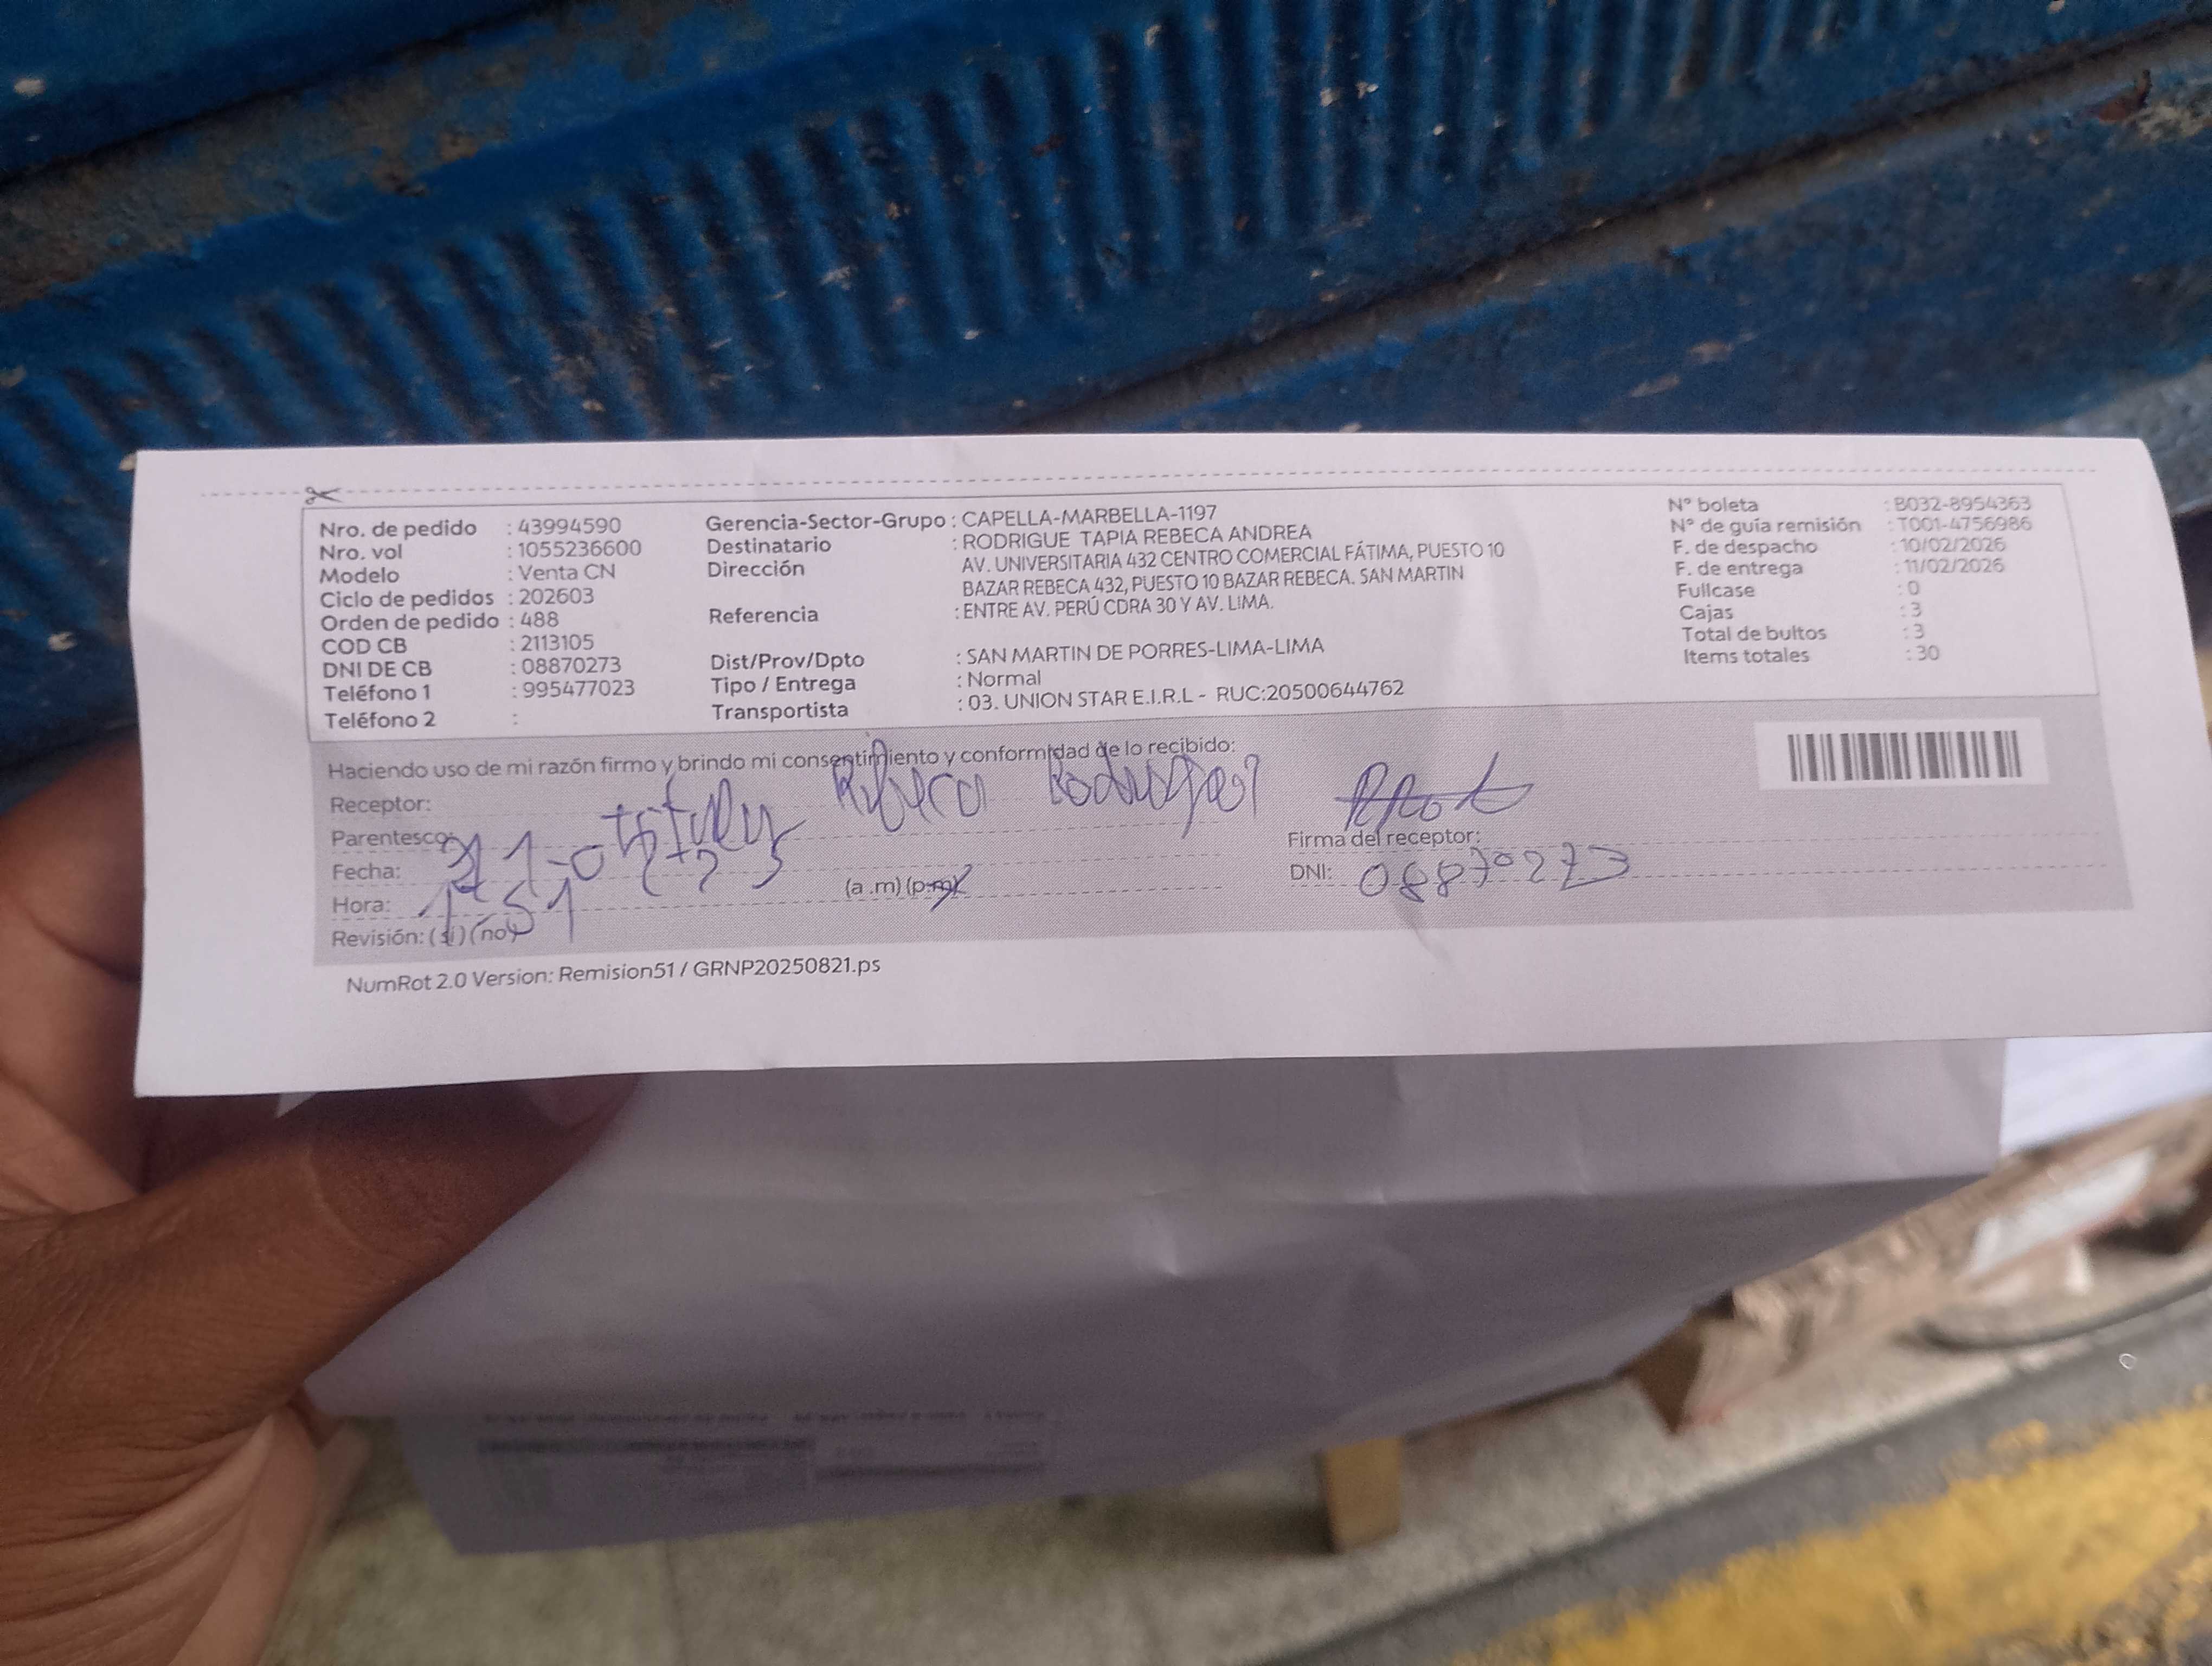 Nro. de pedido : 43994590
Nro. vol : 1055236600
Modelo : Venta CN
Ciclo de pedidos : 202603
Orden de pedido : 488
COD CB : 2113105
DNI DE CB : 08870273
Teléfono 1 : 995477023
Teléfono 2 :
Gerencia-Sector-Grupo : CAPELLA-MARBELLA-1197
Destinatario : RODRIGUE TAPIA REBECA ANDREA
Dirección AV. UNIVERSITARIA 432 CENTRO COMERCIAL FÁTIMA, PUESTO 10
BAZAR REBECA 432, PUESTO 10 BAZAR REBECA. SAN MARTIN
Referencia : ENTRE AV. PERÚ CDRA 30 Y AV. LIMA.
Dist/Prov/Dpto : SAN MARTIN DE PORRES-LIMA-LIMA
Tipo / Entrega : Normal
Transportista : 03. UNION STAR E.I.R.L - RUC:20500644762
N° boleta : B032-8954363
N° de guía remisión : T001-4756986
F. de despacho : 10/02/2026
F. de entrega : 11/02/2026
Fullcase : 0
Cajas : 3
Total de bultos : 3
Items totales : 30
Haciendo uso de mi razón firmo y brindo mi consentimiento y conformidad de lo recibido:
Receptor:
Parentesco:
Fecha:
Hora: (a.m) (p.m)
Revisión: (si) (no)
Firma del receptor:
DNI: 08870273
NumRot 2.0 Version: Remision51 / GRNP20250821.ps